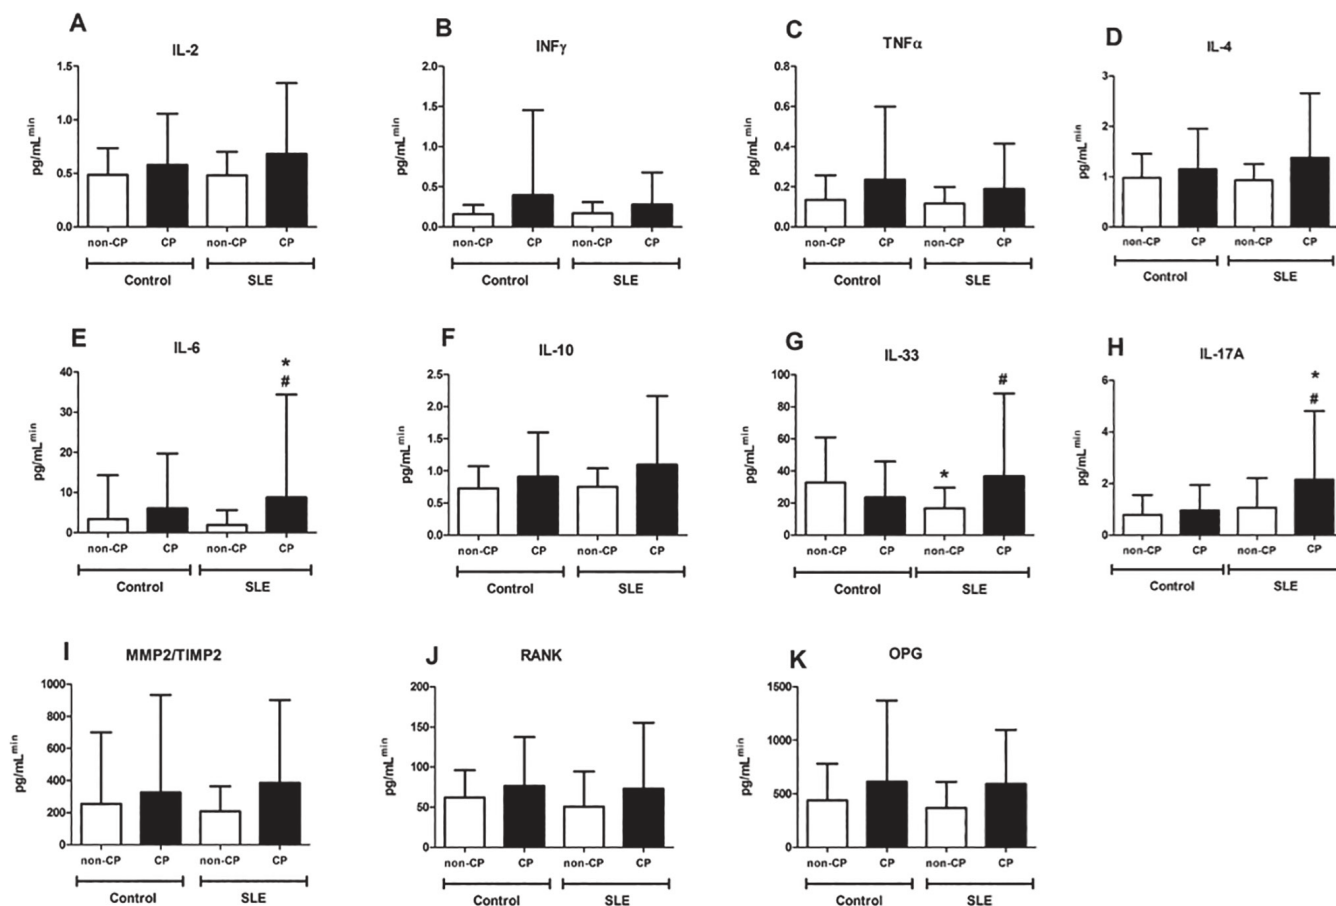 A
IL-2
pg/mL^min
1.5
1.0
0.5
0.0
non-CP CP non-CP CP
Control SLE
B
INFγ
pg/mL^min
2.0
1.5
1.0
0.5
0.0
non-CP CP non-CP CP
Control SLE
C
TNFα
pg/mL^min
0.8
0.6
0.4
0.2
0.0
non-CP CP non-CP CP
Control SLE
D
IL-4
pg/mL^min
3
2
1
0
non-CP CP non-CP CP
Control SLE
E
IL-6
pg/mL^min
40
30
20
10
0
*
#
non-CP CP non-CP CP
Control SLE
F
IL-10
pg/mL^min
2.5
2.0
1.5
1.0
0.5
0.0
non-CP CP non-CP CP
Control SLE
G
IL-33
pg/mL^min
100
80
60
40
20
0
* #
non-CP CP non-CP CP
Control SLE
H
IL-17A
pg/mL^min
6
4
2
0
*
#
non-CP CP non-CP CP
Control SLE
I
MMP2/TIMP2
pg/mL^min
1000
800
600
400
200
0
non-CP CP non-CP CP
Control SLE
J
RANK
pg/mL^min
200
150
100
50
0
non-CP CP non-CP CP
Control SLE
K
OPG
pg/mL^min
1500
1000
500
0
non-CP CP non-CP CP
Control SLE